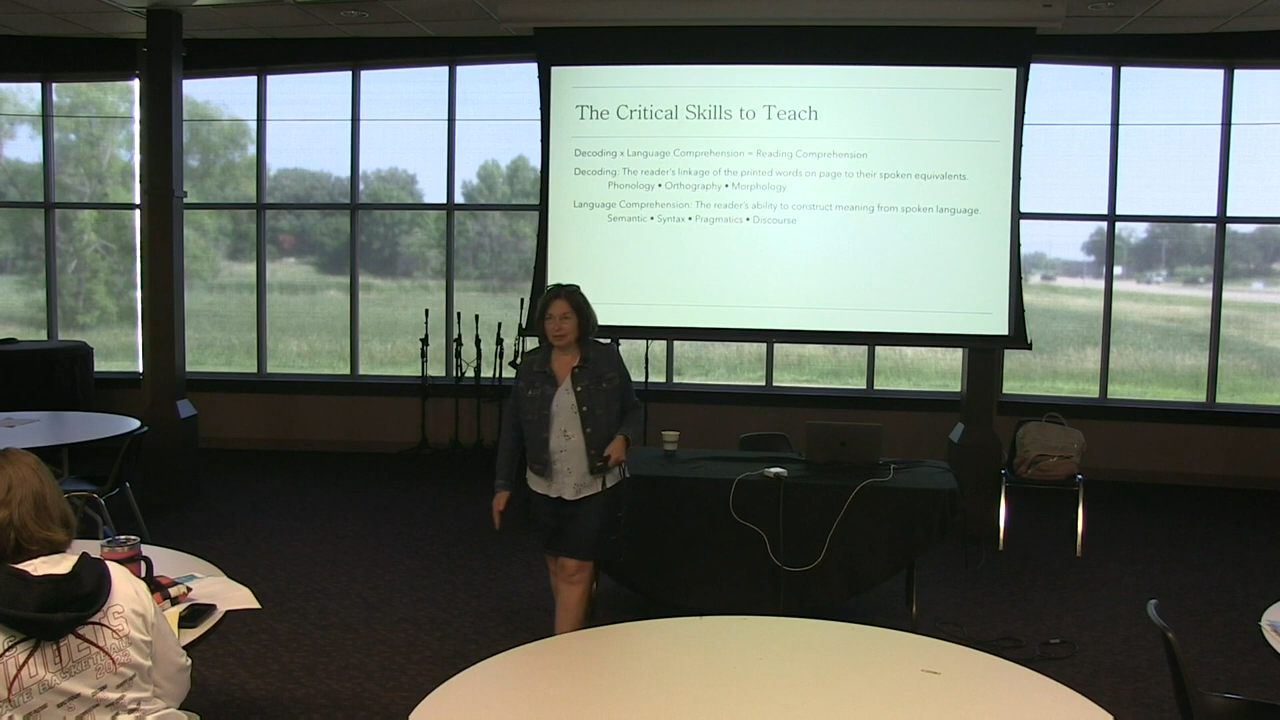 The Critical Skills to Teach
Decoding x Language Comprehension = Reading Comprehension
Decoding: The reader's linkage of the printed words on page to their spoken equivalents.
Phonology • Orthography • Morphology
Language Comprehension: The reader's ability to construct meaning from spoken language.
Semantic • Syntax • Pragmatics • Discourse
BASKETBALL